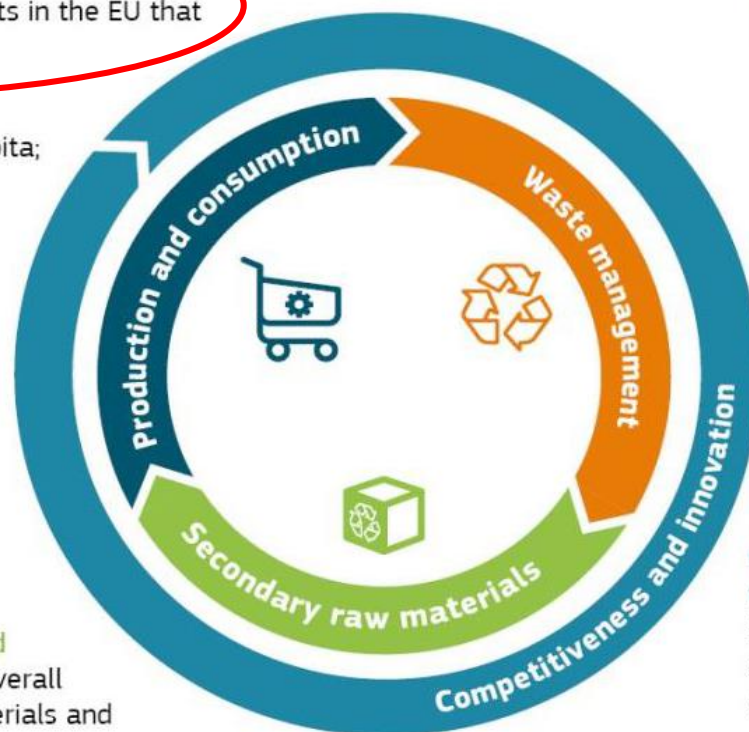 ts in the EU that
ita;
Production and consumption
Waste management
Secondary raw materials
Competitiveness and innovation
verall
erials and